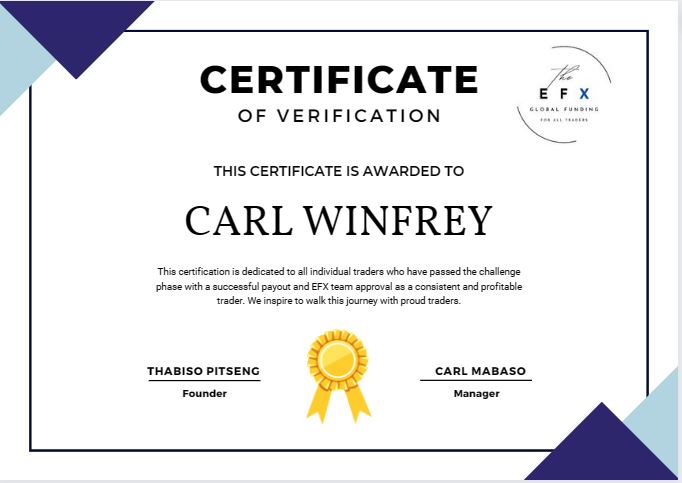 CERTIFICATE
OF VERIFICATION
The
EFX
GLOBAL FUNDING
FOR ALL TRADERS
THIS CERTIFICATE IS AWARDED TO
CARL WINFREY
This certification is dedicated to all individual traders who have passed the challenge
phase with a successful payout and EFX team approval as a consistent and profitable
trader. We inspire to walk this journey with proud traders.
THABISO PITSENG
Founder
CARL MABASO
Manager